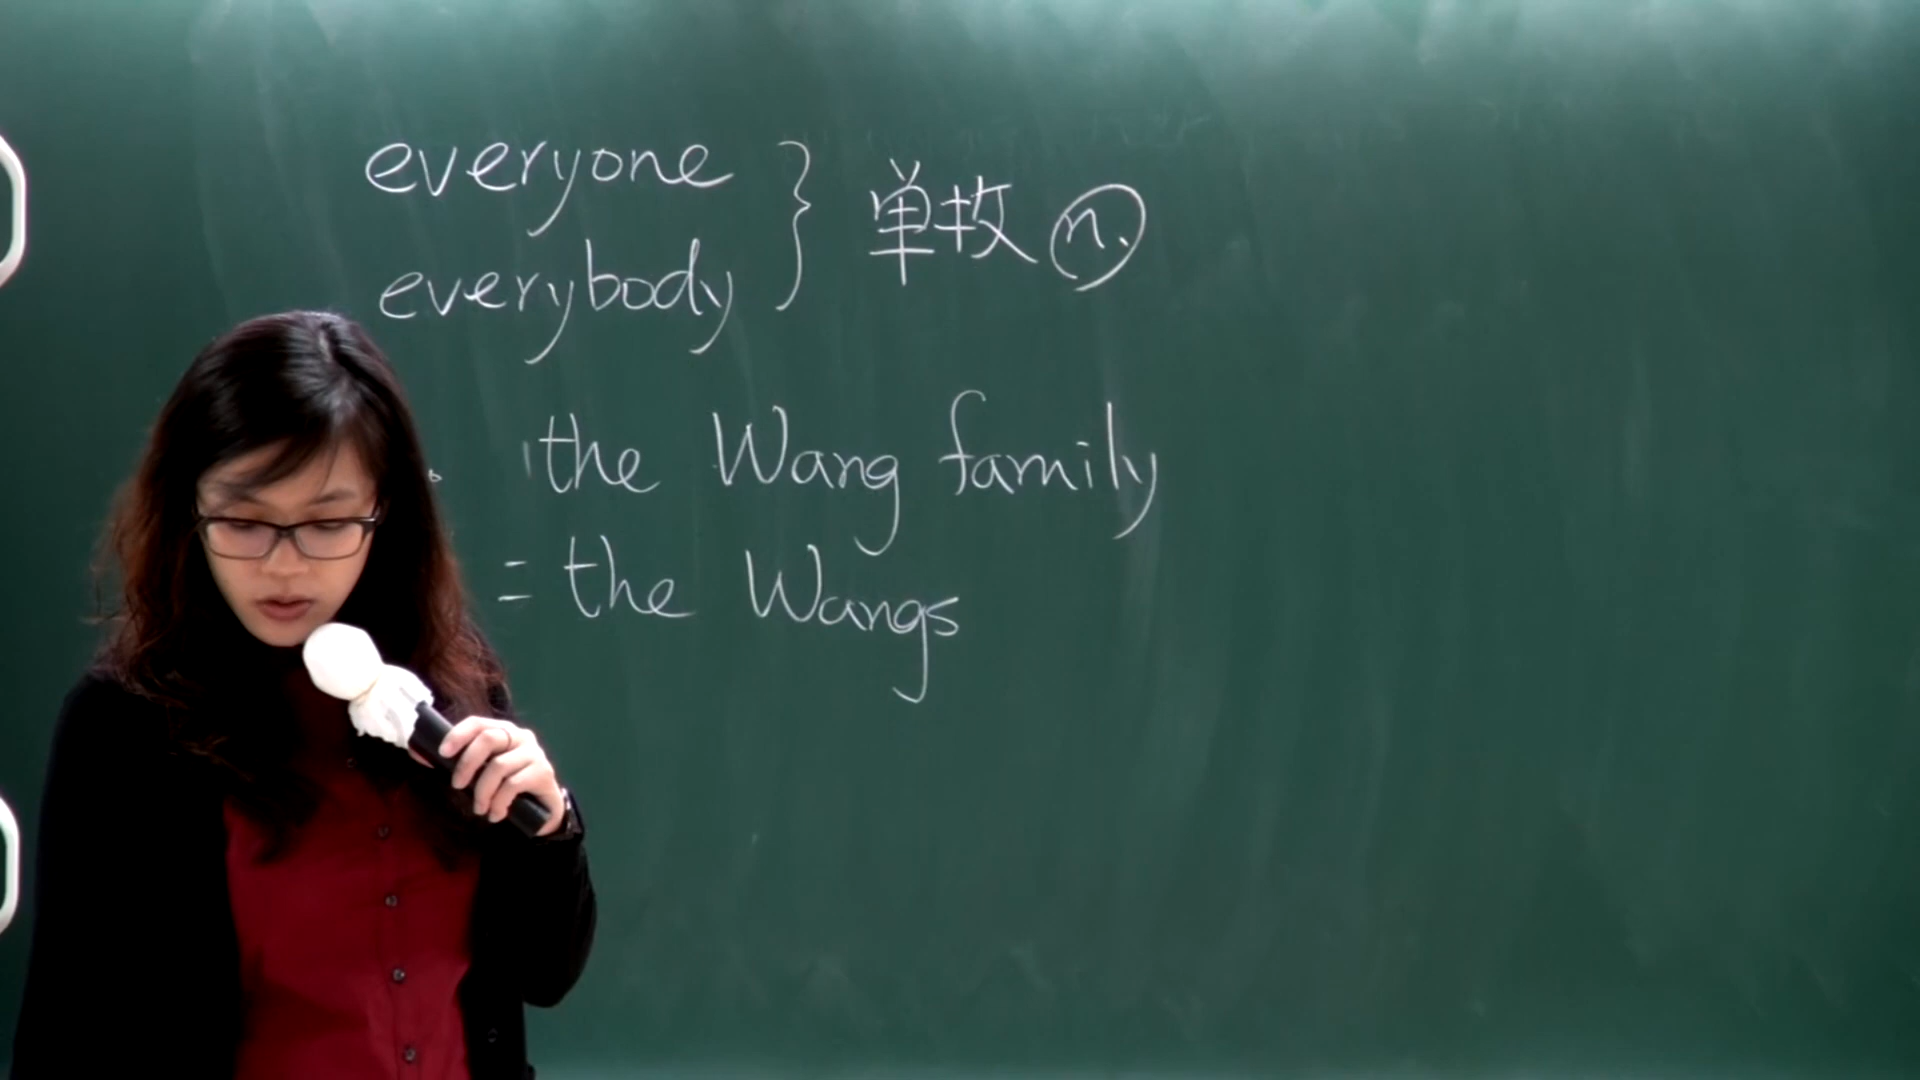 everyone } 单数 n.
everybody
the Wang family
= the Wangs